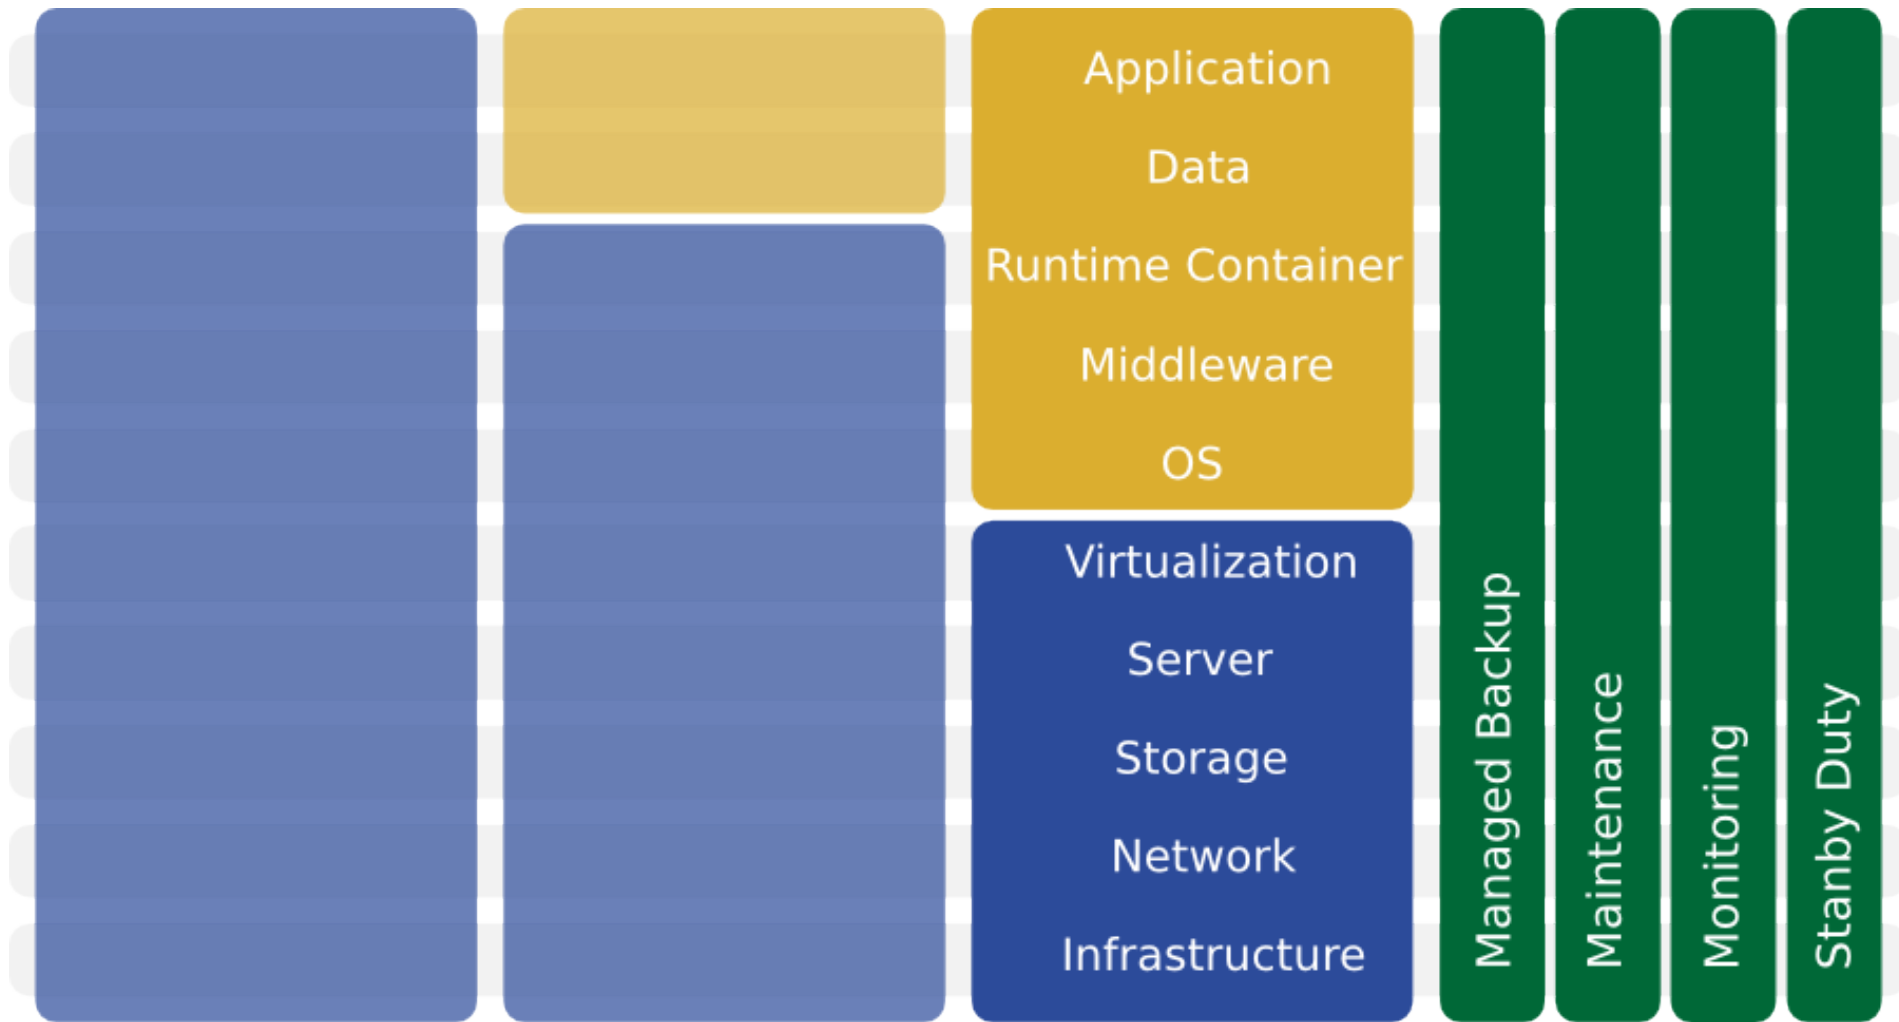 Application
Data
Runtime Container
Middleware
OS
Virtualization
Server
Storage
Network
Infrastructure
Managed Backup
Maintenance
Monitoring
Stanby Duty